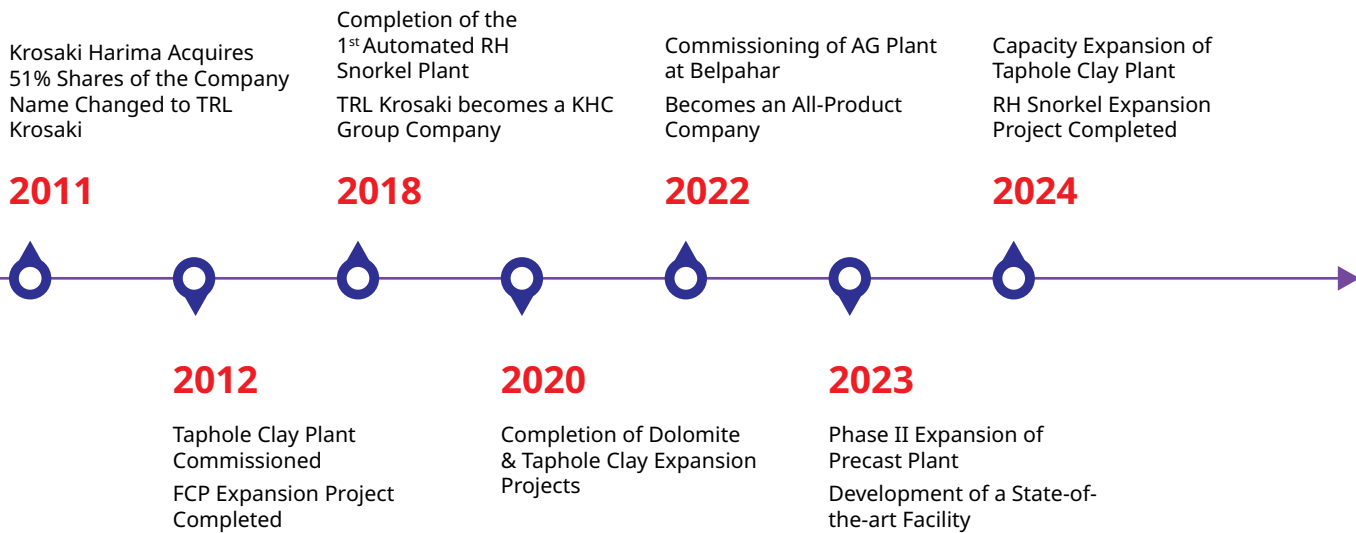 Krosaki Harima Acquires
51% Shares of the Company
Name Changed to TRL
Krosaki
2011
Completion of the
1st Automated RH
Snorkel Plant
TRL Krosaki becomes a KHC
Group Company
2018
Commissioning of AG Plant
at Belpahar
Becomes an All-Product
Company
2022
Capacity Expansion of
Taphole Clay Plant
RH Snorkel Expansion
Project Completed
2024
2012
Taphole Clay Plant
Commissioned
FCP Expansion Project
Completed
2020
Completion of Dolomite
& Taphole Clay Expansion
Projects
2023
Phase II Expansion of
Precast Plant
Development of a State-of-
the-art Facility